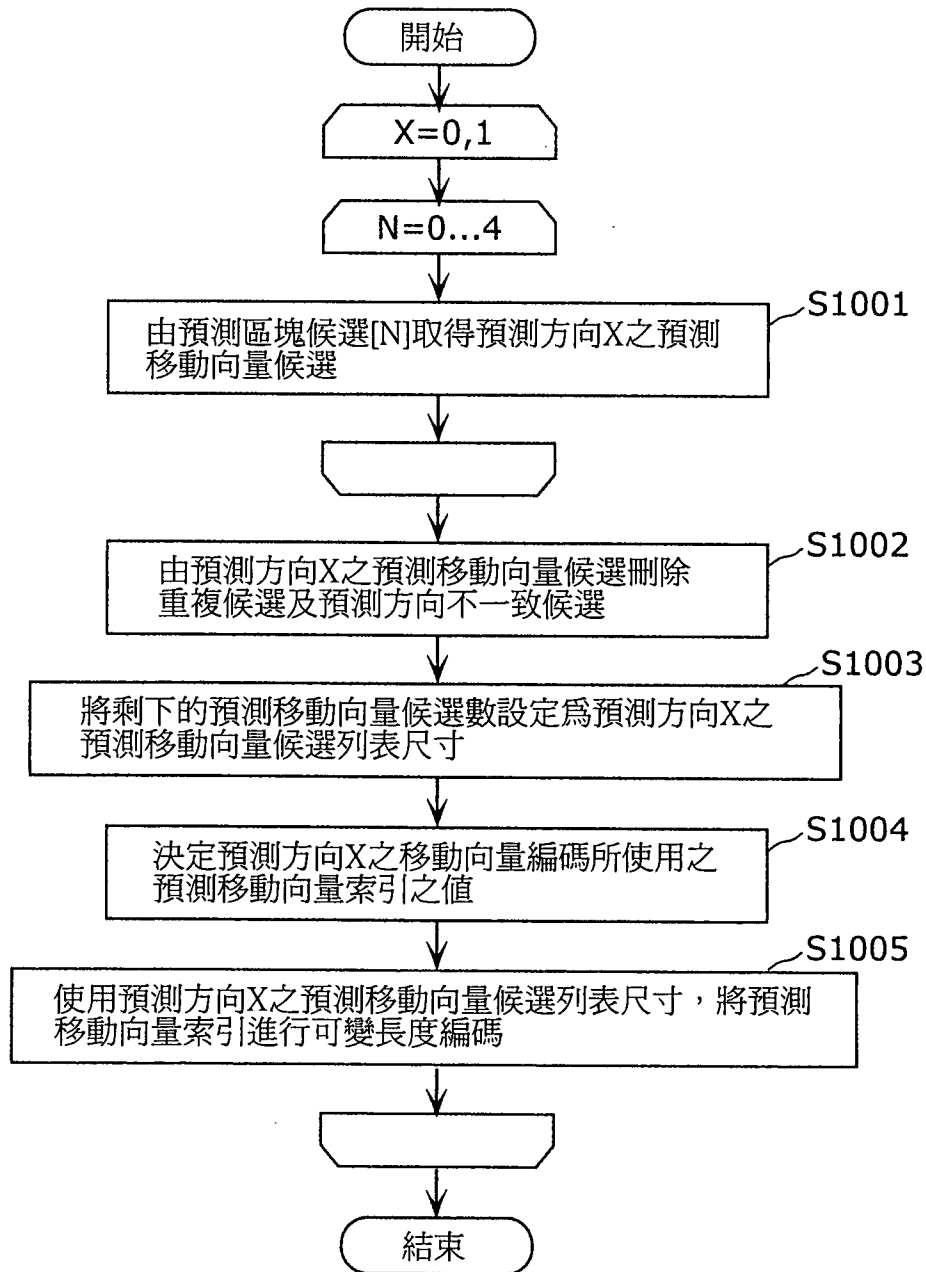 開始
X=0,1
N=0...4
S1001
由預測區塊候選[N]取得預測方向X之預測
移動向量候選
S1002
由預測方向X之預測移動向量候選刪除
重複候選及預測方向不一致候選
S1003
將剩下的預測移動向量候選數設定爲預測方向X之
預測移動向量候選列表尺寸
S1004
決定預測方向X之移動向量編碼所使用之
預測移動向量索引之值
S1005
使用預測方向X之預測移動向量候選列表尺寸，將預測
移動向量索引進行可變長度編碼
結束